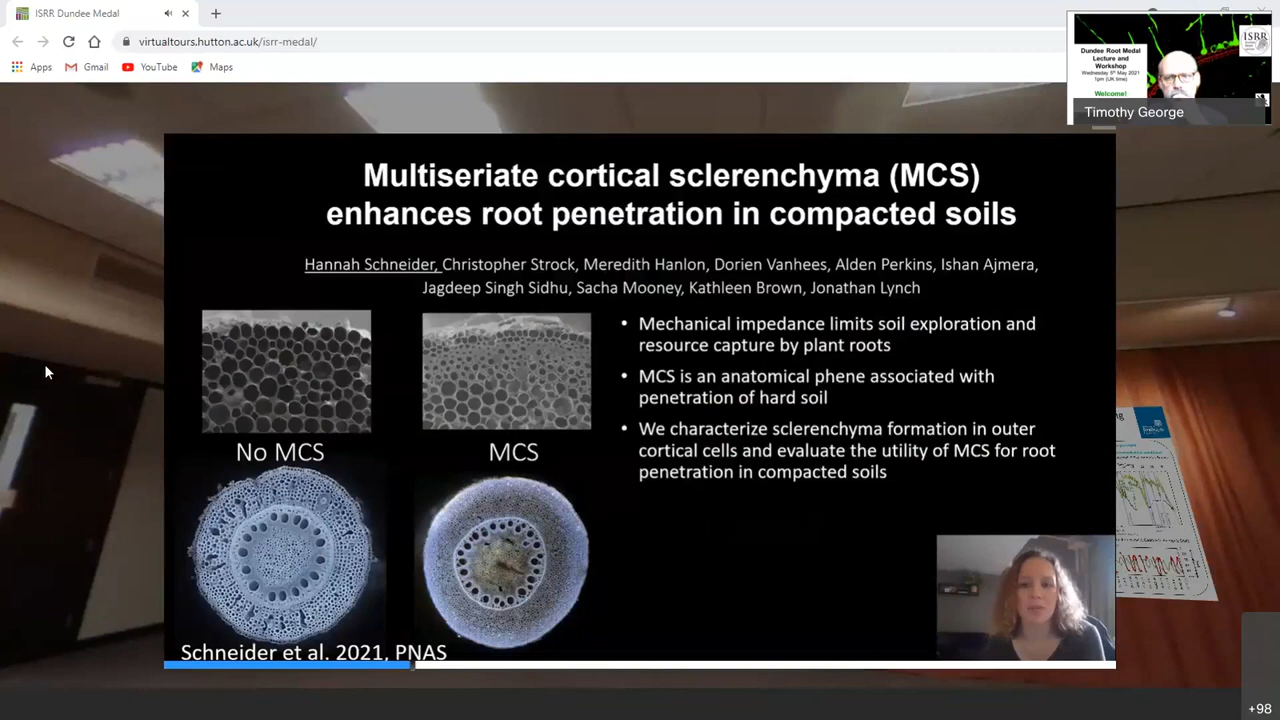 ISRR Dundee Medal
virtualtours.hutton.ac.uk/isrr-medal/
Apps
Gmail
YouTube
Maps
Dundee Root Medal
Lecture and
Workshop
Wednesday 5th May 2021
1pm (UK time)
Welcome!
ISRR
Timothy George
Multiseriate cortical sclerenchyma (MCS)
enhances root penetration in compacted soils
Hannah Schneider, Christopher Strock, Meredith Hanlon, Dorien Vanhees, Alden Perkins, Ishan Ajmera,
Jagdeep Singh Sidhu, Sacha Mooney, Kathleen Brown, Jonathan Lynch
• Mechanical impedance limits soil exploration and
resource capture by plant roots
• MCS is an anatomical phene associated with
penetration of hard soil
• We characterize sclerenchyma formation in outer
cortical cells and evaluate the utility of MCS for root
penetration in compacted soils
No MCS
MCS
Schneider et al. 2021, PNAS
+98